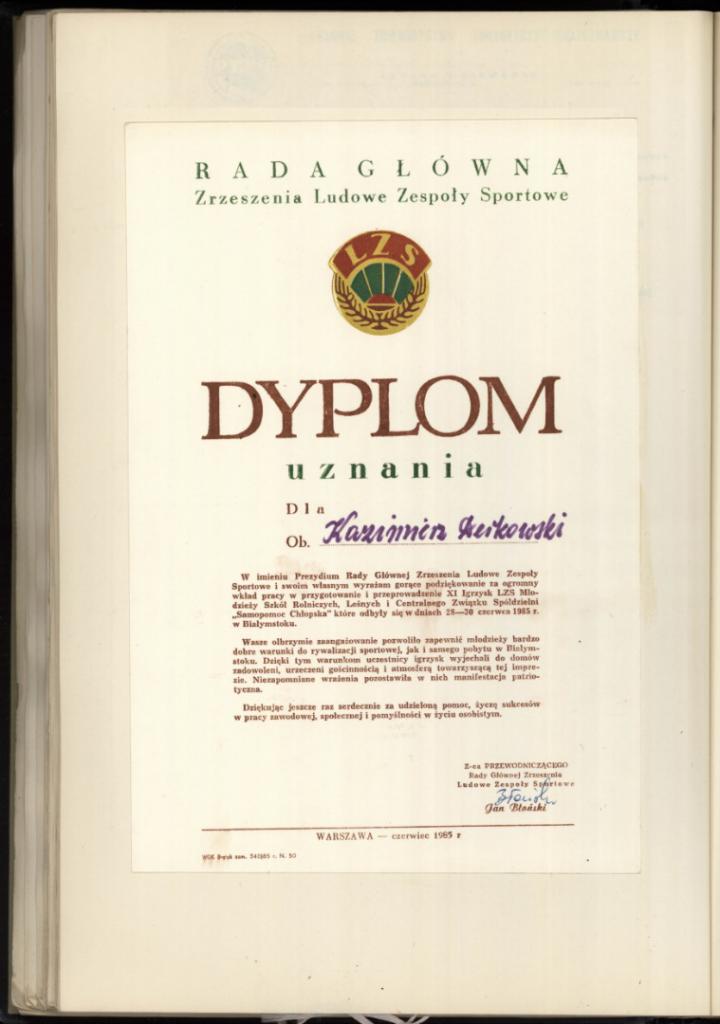 RADA GŁÓWNA
Zrzeszenia Ludowe Zespoły Sportowe
LZS
DYPLOM
uznania
Dla
Ob. Kazimierz
W imieniu Prezydium Rady Głównej Zrzeszenia Ludowe Zespoły
Sportowe i swoim własnym wyrażam gorące podziękowanie za ogromny
wkład pracy w przygotowanie i przeprowadzenie XI Igrzysk LZS Mło-
dzieży Szkół Rolniczych, Leśnych i Centralnego Związku Spółdzielni
„Samopomoc Chłopska" które odbyły się w dniach 28—30 czerwca 1985 r.
w Białymstoku.
Wasze olbrzymie zaangażowanie pozwoliło zapewnić młodzieży bardzo
dobre warunki do rywalizacji sportowej, jak i samego pobytu w Białym-
stoku. Dzięki tym warunkom uczestnicy igrzysk wyjechali do domów
zadowoleni, urzeczeni gościnnością i atmosferą towarzyszącą tej impre-
zie. Niezapomniane wrażenia pozostawiła w nich manifestacja patrio-
tyczna.
Dziękując jeszcze raz serdecznie za udzieloną pomoc, życzę sukcesów
w pracy zawodowej, społecznej i pomyślności w życiu osobistym.
Z-ca PRZEWODNICZĄCEGO
Rady Głównej Zrzeszenia
Ludowe Zespoły Sportowe
Jan Błoński
WARSZAWA — czerwiec 1985 r
zam. 540/85 r. N. 50